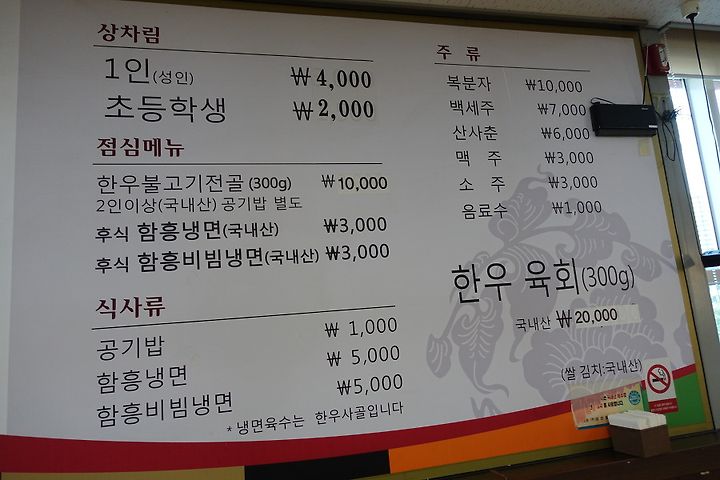 상차림
1인(성인) ₩4,000
초등학생 ₩2,000
점심메뉴
한우불고기전골 (300g) ₩10,000
2인이상(국내산) 공기밥 별도
후식 함흥냉면(국내산) ₩3,000
후식 함흥비빔냉면(국내산) ₩3,000
식사류
공기밥 ₩ 1,000
함흥냉면 ₩ 5,000
함흥비빔냉면 ₩5,000
* 냉면육수는 한우사골입니다
주 류
복분자 ₩10,000
백세주 ₩7,000
산사춘 ₩6,000
맥 주 ₩3,000
소 주 ₩3,000
음료수 ₩1,000
한우 육회(300g)
국내산 ₩20,000
(쌀 김치:국내산)